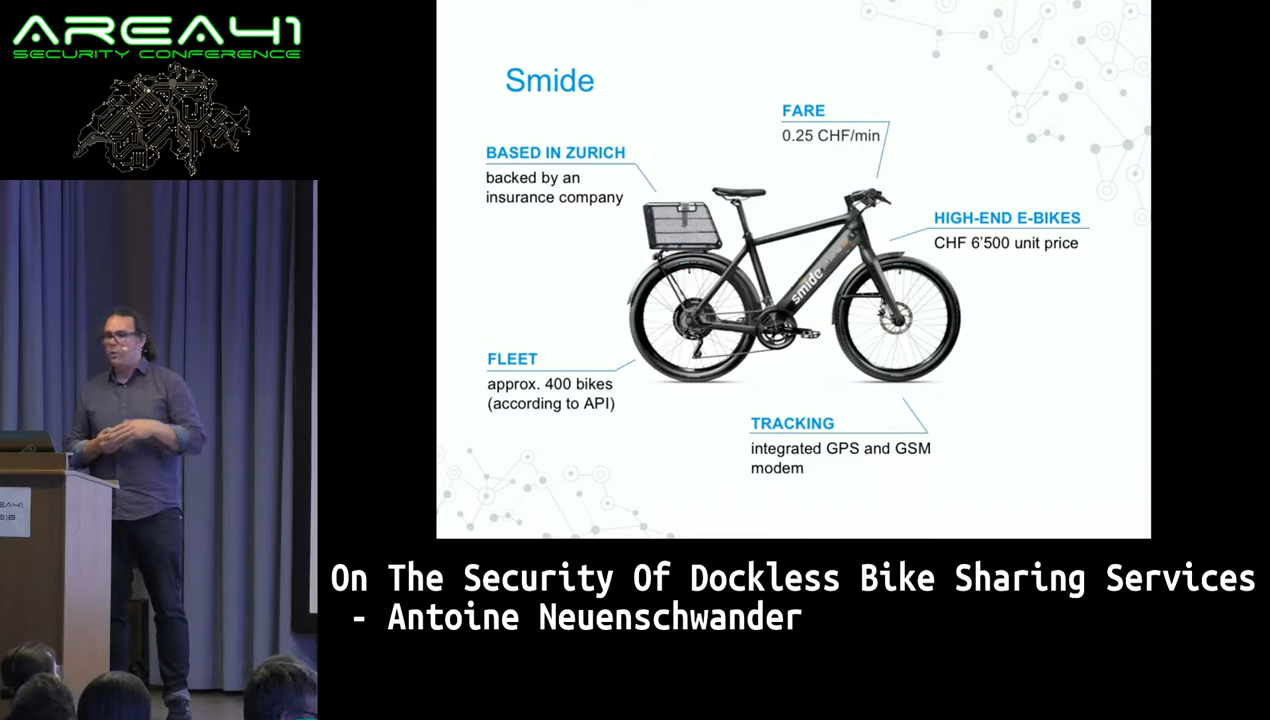 AREA41
SECURITY CONFERENCE
Smide
FARE
0.25 CHF/min
BASED IN ZURICH
backed by an
insurance company
HIGH-END E-BIKES
CHF 6'500 unit price
smide
FLEET
approx. 400 bikes
(according to API)
TRACKING
integrated GPS and GSM
modem
On The Security Of Dockless Bike Sharing Services
- Antoine Neuenschwander